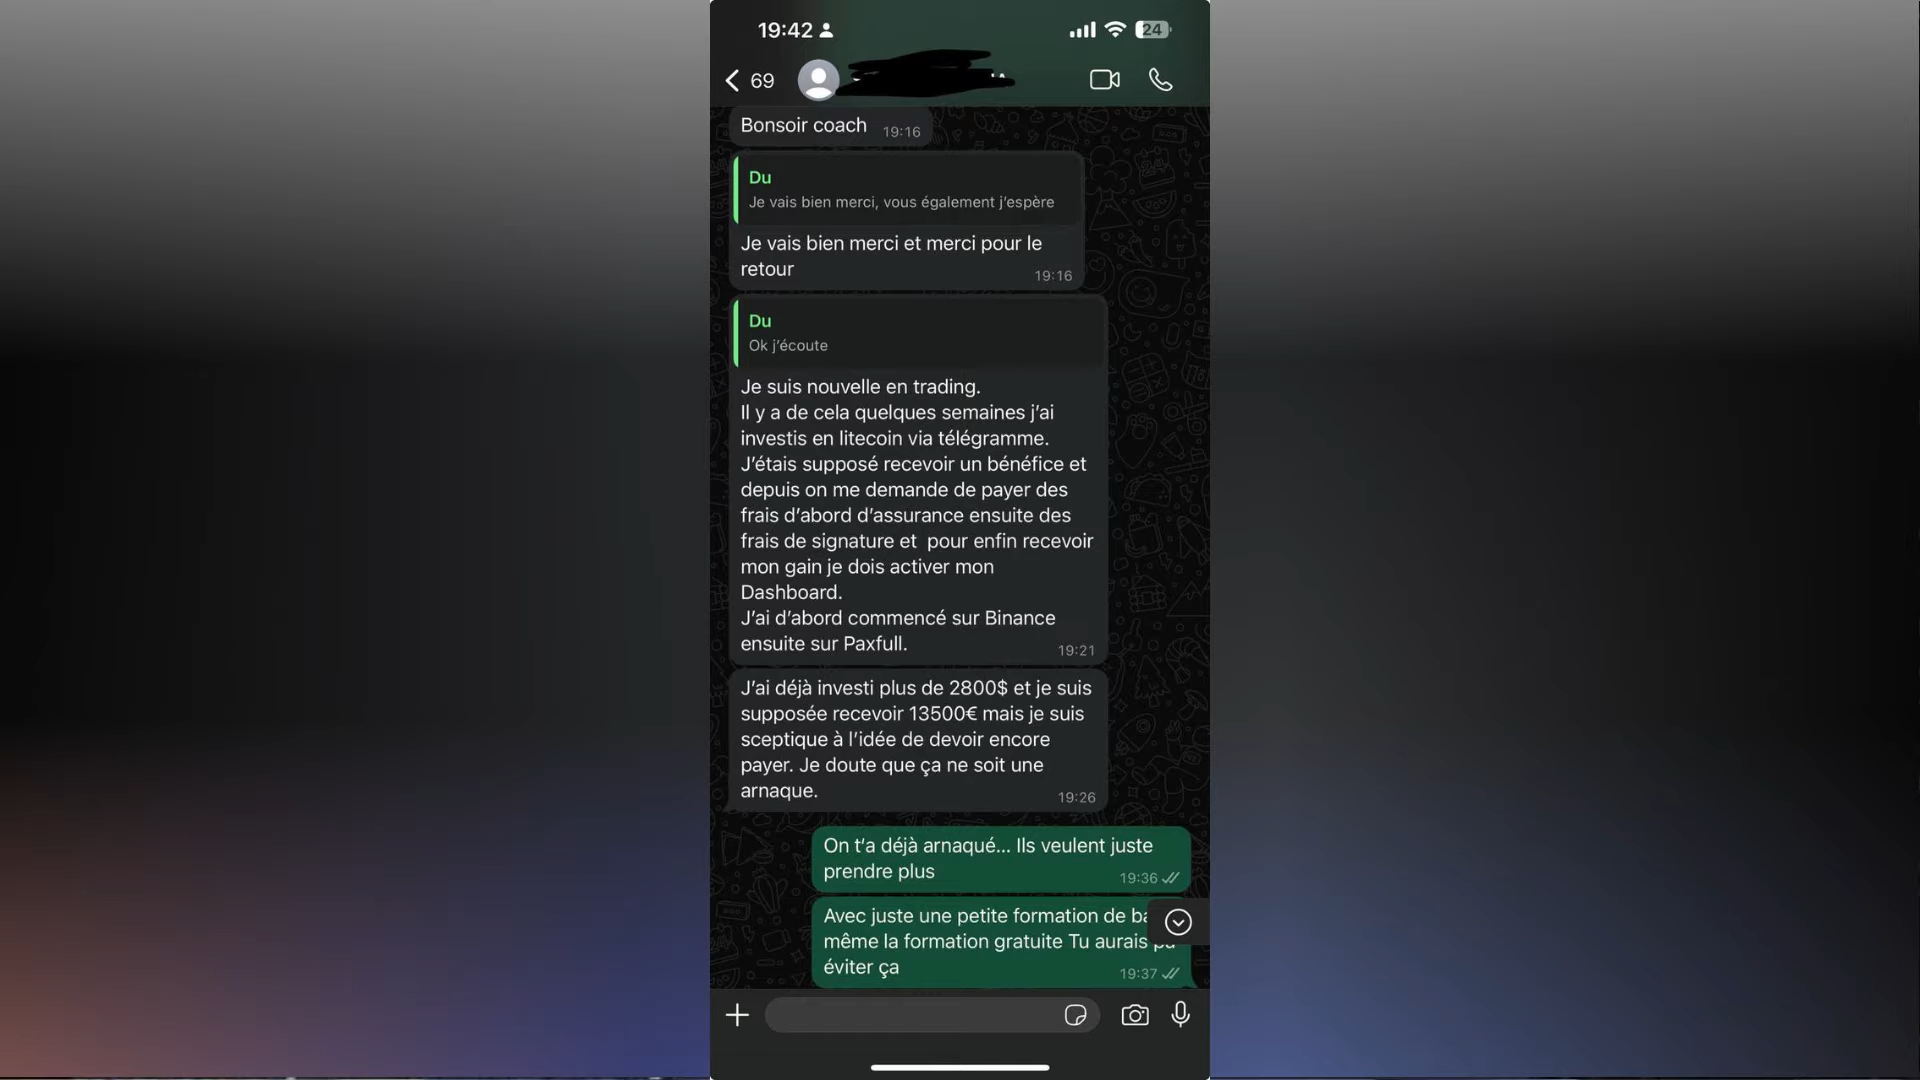 19:42
24
69
Bonsoir coach 19:16
Du
Je vais bien merci, vous également j'espère
Je vais bien merci et merci pour le
retour
19:16
Du
Ok j'écoute
Je suis nouvelle en trading.
Il y a de cela quelques semaines j'ai
investis en litecoin via télégramme.
J'étais supposé recevoir un bénéfice et
depuis on me demande de payer des
frais d'abord d'assurance ensuite des
frais de signature et  pour enfin recevoir
mon gain je dois activer mon
Dashboard.
J'ai d'abord commencé sur Binance
ensuite sur Paxfull.
19:21
J'ai déjà investi plus de 2800$ et je suis
supposée recevoir 13500€ mais je suis
sceptique à l'idée de devoir encore
payer. Je doute que ça ne soit une
arnaque.
19:26
On t'a déjà arnaqué... Ils veulent juste
prendre plus
19:36
Avec juste une petite formation de
même la formation gratuite Tu aurais
éviter ça
19:37